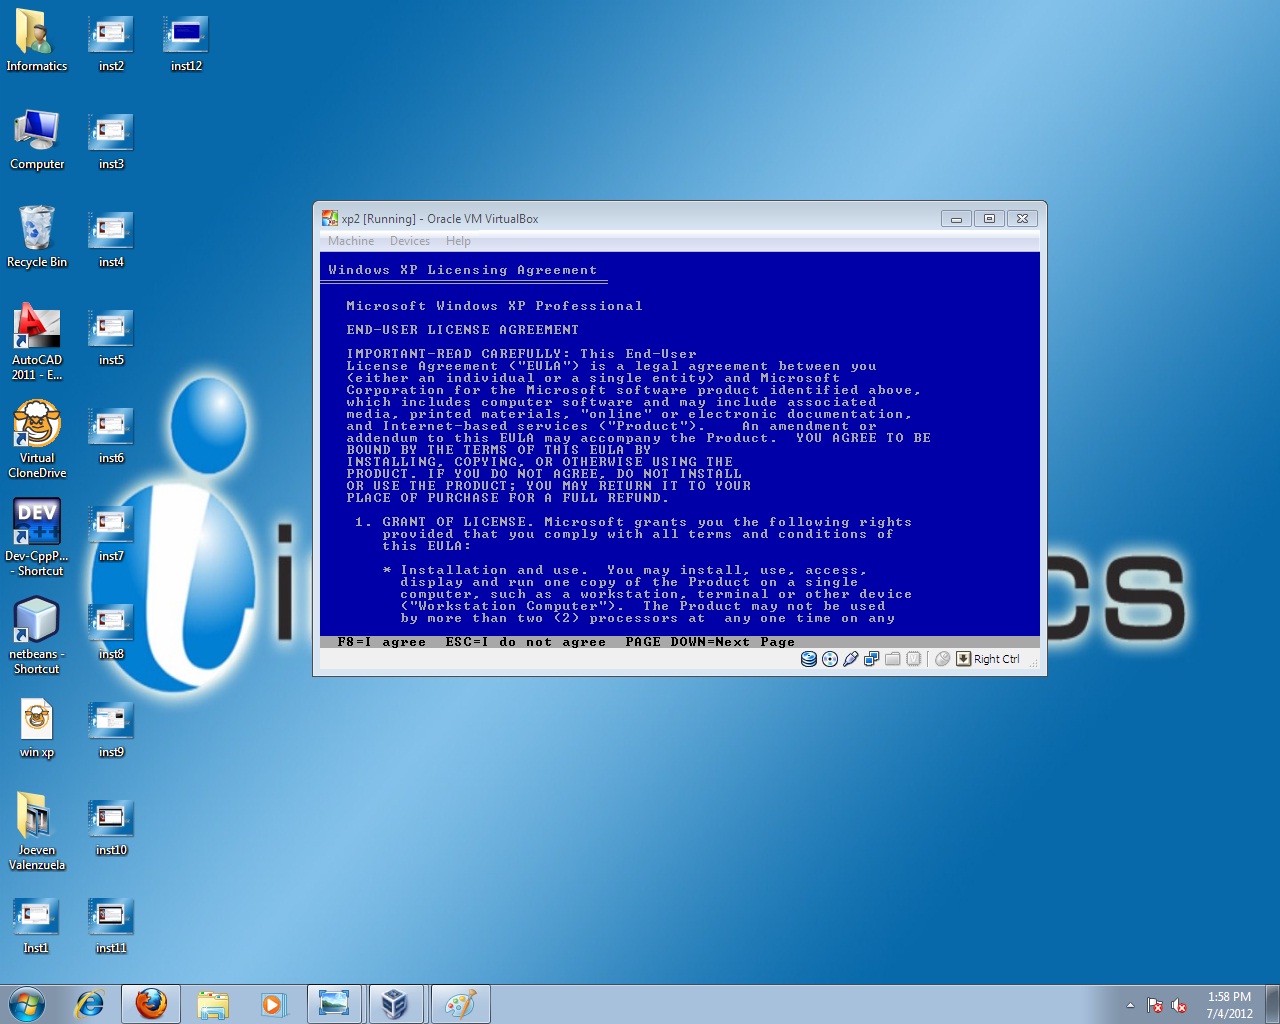 Informatics
inst2
inst12
Computer
inst3
Recycle Bin
inst4
AutoCAD
2011 - E...
inst5
Virtual
CloneDrive
inst6
DEV
C++
Dev-CppP...
- Shortcut
inst7
netbeans -
Shortcut
inst8
win xp
inst9
Joeven
Valenzuela
inst10
Inst1
inst11
xp2 [Running] - Oracle VM VirtualBox
Machine Devices Help
Windows XP Licensing Agreement
Microsoft Windows XP Professional
END-USER LICENSE AGREEMENT
IMPORTANT-READ CAREFULLY: This End-User
License Agreement ("EULA") is a legal agreement between you
(either an individual or a single entity) and Microsoft
Corporation for the Microsoft software product identified above,
which includes computer software and may include associated
media, printed materials, "online" or electronic documentation,
and Internet-based services ("Product"). An amendment or
addendum to this EULA may accompany the Product. YOU AGREE TO BE
BOUND BY THE TERMS OF THIS EULA BY
INSTALLING, COPYING, OR OTHERWISE USING THE
PRODUCT. IF YOU DO NOT AGREE, DO NOT INSTALL
OR USE THE PRODUCT; YOU MAY RETURN IT TO YOUR
PLACE OF PURCHASE FOR A FULL REFUND.
1. GRANT OF LICENSE. Microsoft grants you the following rights
provided that you comply with all terms and conditions of
this EULA:
* Installation and use. You may install, use, access,
display and run one copy of the Product on a single
computer, such as a workstation, terminal or other device
("Workstation Computer"). The Product may not be used
by more than two (2) processors at any one time on any
F8=I agree ESC=I do not agree PAGE DOWN=Next Page
Right Ctrl
1:58 PM
7/4/2012